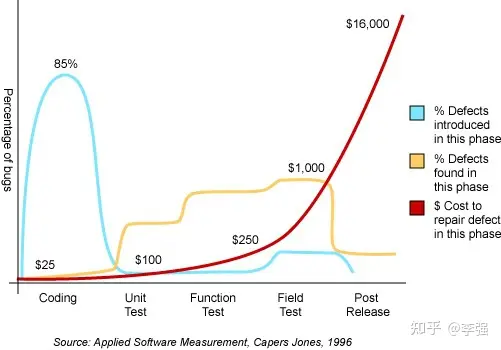 $16,000
85%
Percentage of bugs
% Defects
introduced
in this phase
% Defects
found in
this phase
$ Cost to
repair defect
in this phase
$1,000
$250
$100
$25
Coding
Unit
Test
Function
Test
Field
Test
Post
Release
知乎 @李强
Source: Applied Software Measurement, Capers Jones, 1996